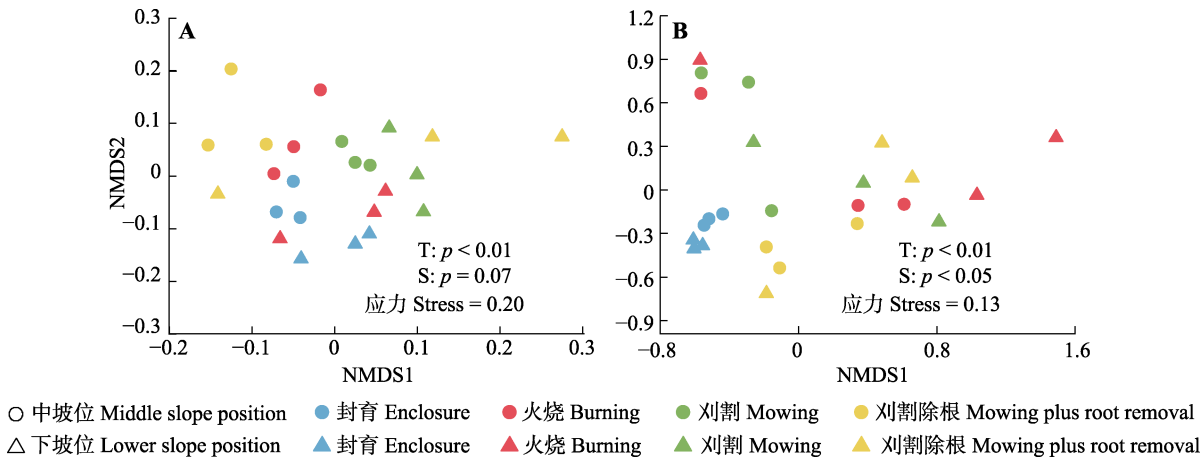 A
0.3
0.2
0.1
0
−0.1
−0.2
−0.3
NMDS2
−0.2
−0.1
0
0.1
0.2
0.3
NMDS1
T: p < 0.01
S: p = 0.07
应力 Stress = 0.20
B
1.2
0.9
0.6
0.3
0
−0.3
−0.6
−0.9
−0.8
0
0.8
1.6
NMDS1
T: p < 0.01
S: p < 0.05
应力 Stress = 0.13
中坡位 Middle slope position
封育 Enclosure
火烧 Burning
刈割 Mowing
刈割除根 Mowing plus root removal
下坡位 Lower slope position
封育 Enclosure
火烧 Burning
刈割 Mowing
刈割除根 Mowing plus root removal